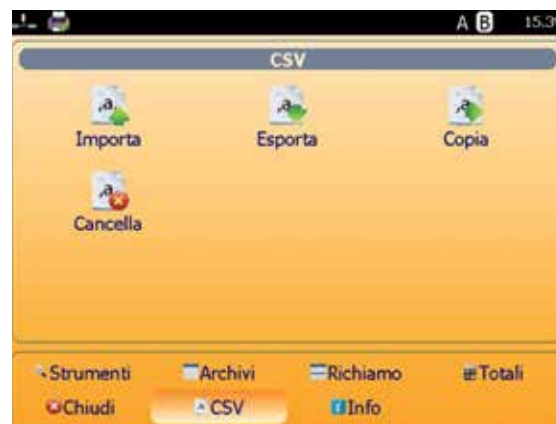 A B 15.3
CSV
Importa Esporta Copia
Cancella
Strumenti Archivi Richiamo Totali
Chiudi CSV Info